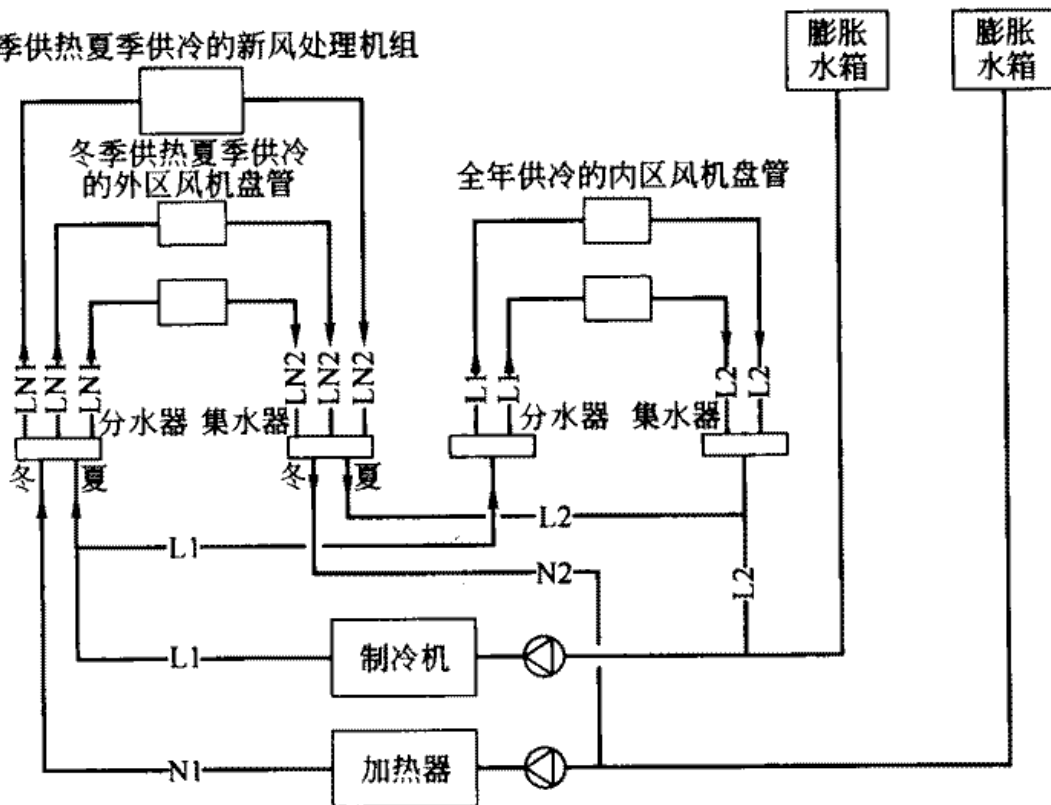 季供热夏季供冷的新风处理机组
膨胀
水箱
膨胀
水箱
冬季供热夏季供冷
的外区风机盘管
全年供冷的内区风机盘管
LN1
LN1
LN1
LN2
LN2
LN2
L1
L1
L2
L2
分水器
集水器
分水器
集水器
冬
夏
冬
夏
L2
L1
N2
L2
L1
制冷机
N1
加热器